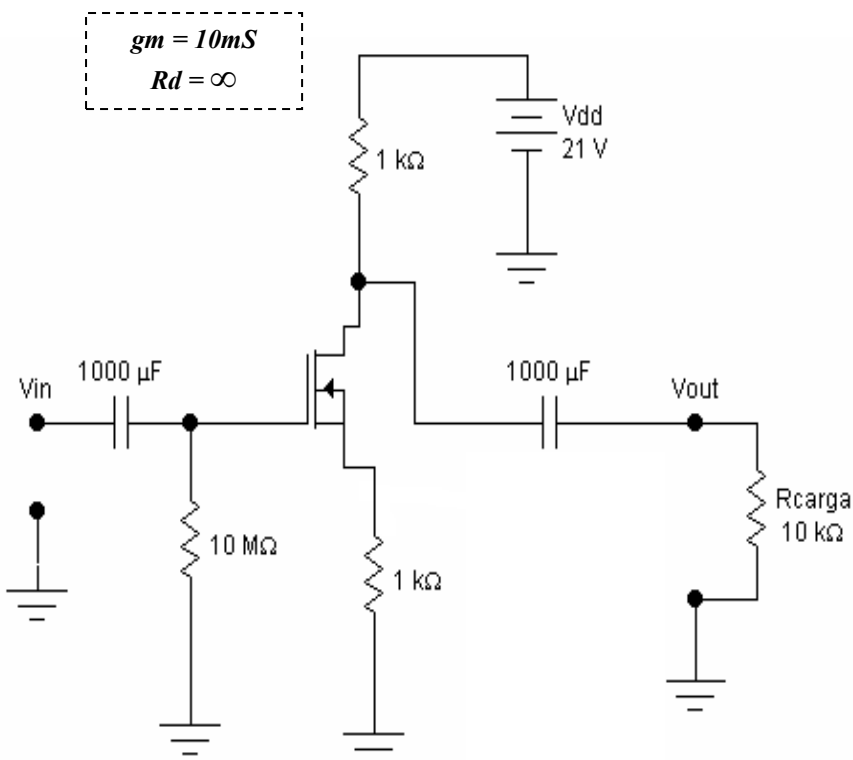 gm = 10mS
Rd = ∞
Vdd
21 V
1 kΩ
1000 µF
1000 µF
Vin
Vout
Rcarga
10 kΩ
10 MΩ
1 kΩ